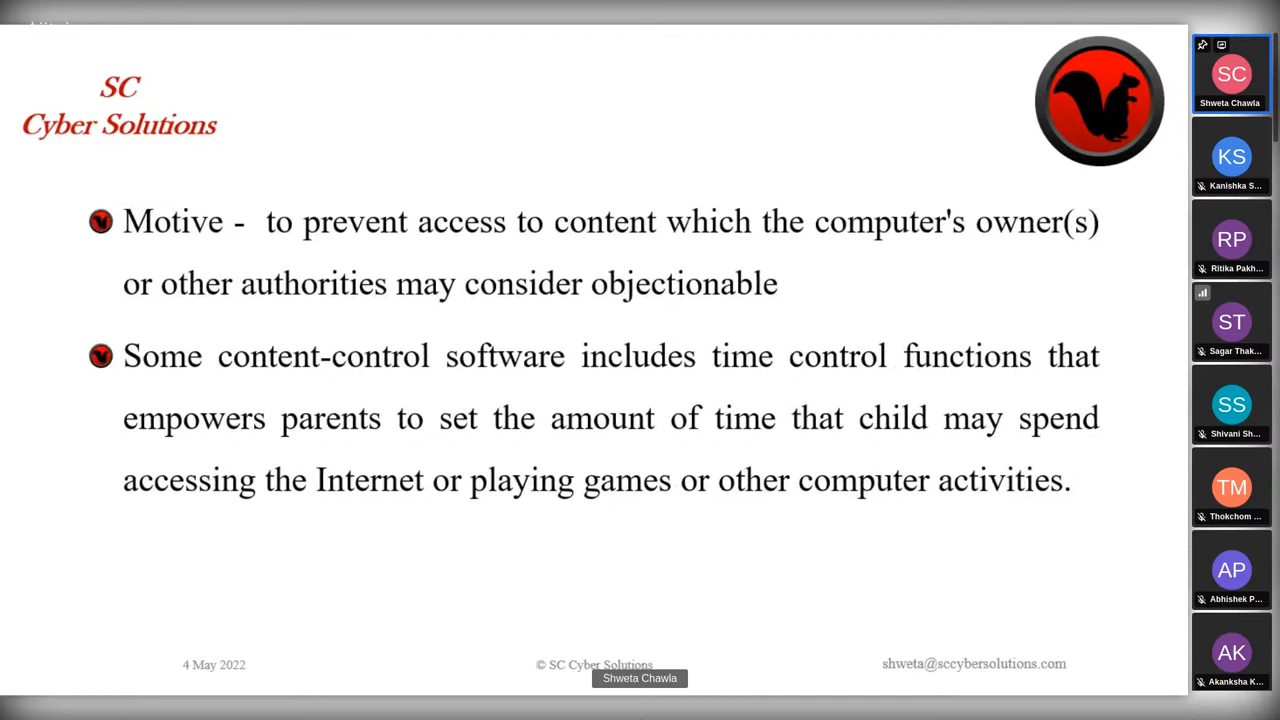 SC
Cyber Solutions
Motive - to prevent access to content which the computer's owner(s)
or other authorities may consider objectionable
Some content-control software includes time control functions that
empowers parents to set the amount of time that child may spend
accessing the Internet or playing games or other computer activities.
4 May 2022
© SC Cyber Solutions
shweta@sccybersolutions.com
Shweta Chawla
SC
Shweta Chawla
KS
Kanishka S...
RP
Ritika Pakh...
ST
Sagar Thak...
SS
Shivani Sh...
TM
Thokchom ...
AP
Abhishek P...
AK
Akanksha K...